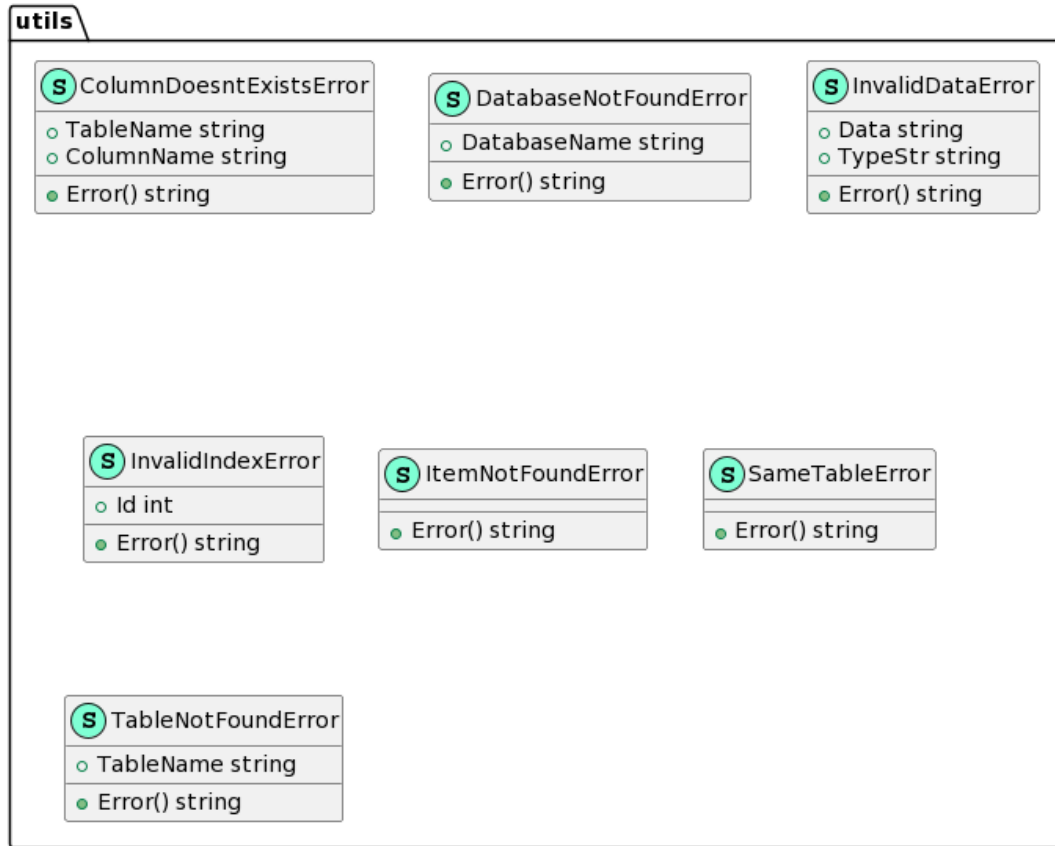 utils
S ColumnDoesntExistsError
TableName string
ColumnName string
Error() string
S DatabaseNotFoundError
DatabaseName string
Error() string
S InvalidDataError
Data string
TypeStr string
Error() string
S InvalidIndexError
Id int
Error() string
S ItemNotFoundError
Error() string
S SameTableError
Error() string
S TableNotFoundError
TableName string
Error() string